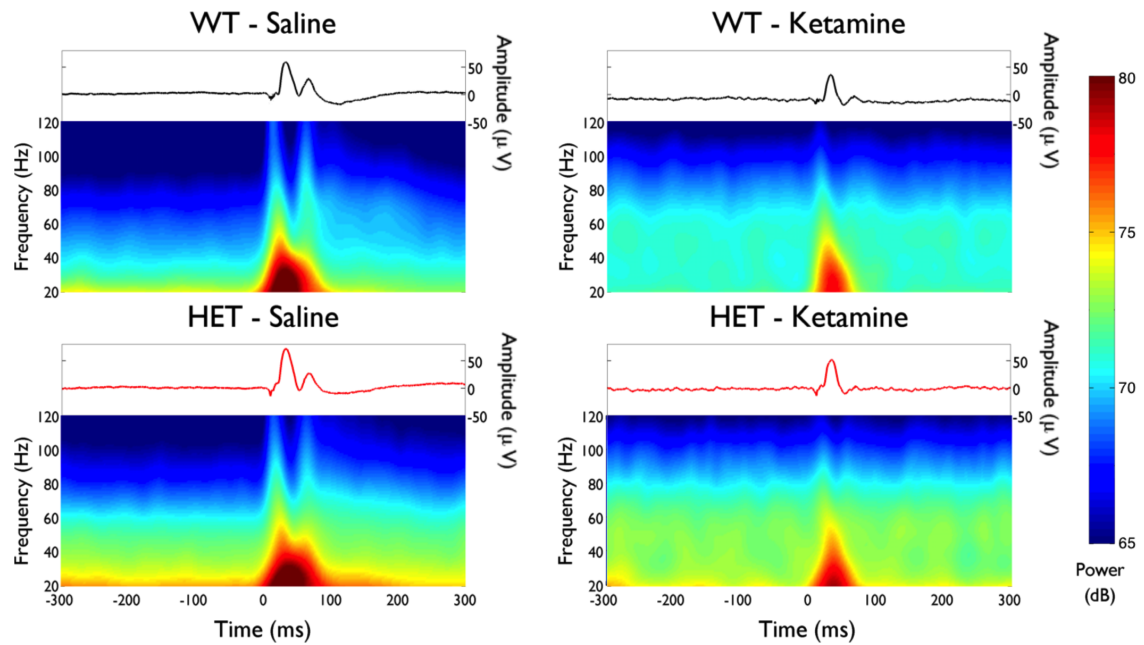 WT - Saline
WT - Ketamine
50
0
-50
Amplitude (μ V)
50
0
-50
Amplitude (μ V)
120
100
80
60
40
20
Frequency (Hz)
120
100
80
60
40
20
Frequency (Hz)
80
75
70
65
Power
(dB)
HET - Saline
HET - Ketamine
50
0
-50
Amplitude (μ V)
50
0
-50
Amplitude (μ V)
120
100
80
60
40
20
Frequency (Hz)
120
100
80
60
40
20
Frequency (Hz)
-300 -200 -100 0 100 200 300
-300 -200 -100 0 100 200 300
Time (ms)
Time (ms)